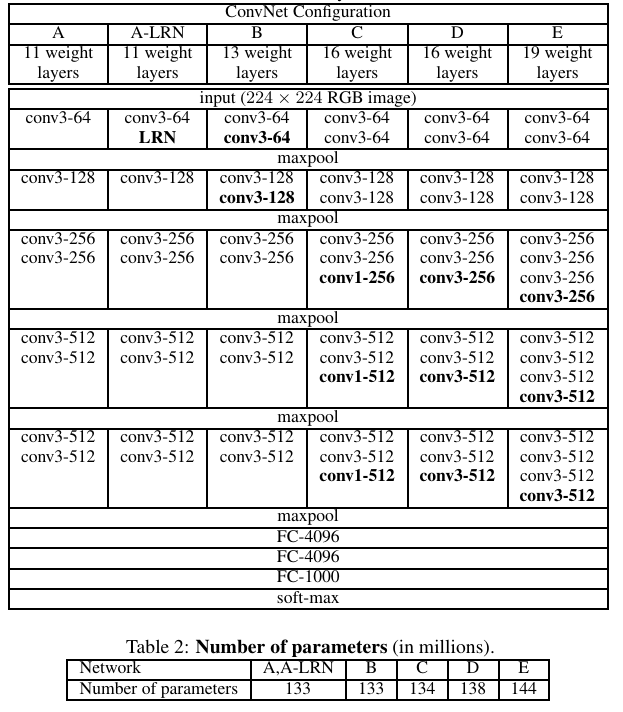 ConvNet Configuration
A A-LRN B C D E
11 weight 11 weight 13 weight 16 weight 16 weight 19 weight
layers layers layers layers layers layers
input (224 × 224 RGB image)
conv3-64 conv3-64 conv3-64 conv3-64 conv3-64 conv3-64
LRN conv3-64 conv3-64 conv3-64 conv3-64
maxpool
conv3-128 conv3-128 conv3-128 conv3-128 conv3-128 conv3-128
conv3-128 conv3-128 conv3-128 conv3-128
maxpool
conv3-256 conv3-256 conv3-256 conv3-256 conv3-256 conv3-256
conv3-256 conv3-256 conv3-256 conv3-256 conv3-256 conv3-256
conv1-256 conv3-256 conv3-256
conv3-256
maxpool
conv3-512 conv3-512 conv3-512 conv3-512 conv3-512 conv3-512
conv3-512 conv3-512 conv3-512 conv3-512 conv3-512 conv3-512
conv1-512 conv3-512 conv3-512
conv3-512
maxpool
conv3-512 conv3-512 conv3-512 conv3-512 conv3-512 conv3-512
conv3-512 conv3-512 conv3-512 conv3-512 conv3-512 conv3-512
conv1-512 conv3-512 conv3-512
conv3-512
maxpool
FC-4096
FC-4096
FC-1000
soft-max
Table 2: Number of parameters (in millions).
Network A,A-LRN B C D E
Number of parameters 133 133 134 138 144